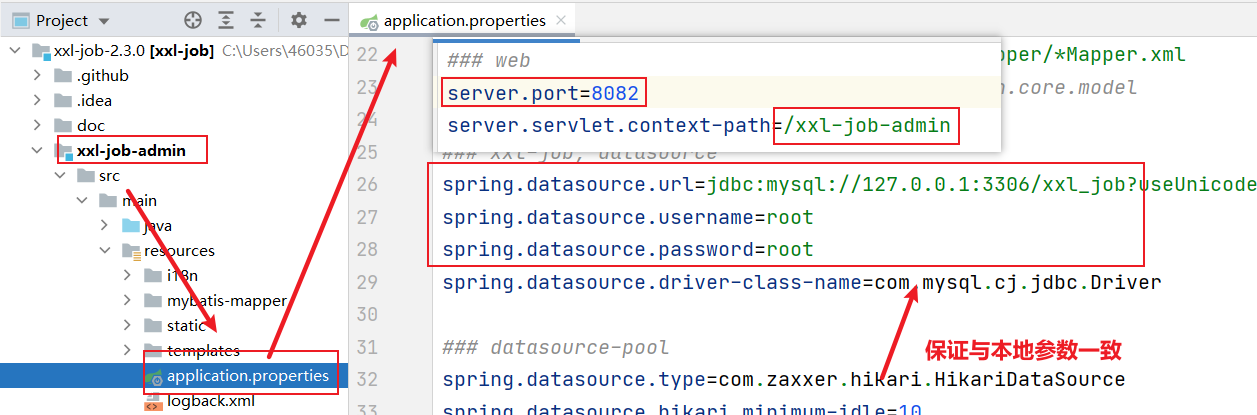 Project
application.properties
xxl-job-2.3.0 [xxl-job] C:\Users\46035\D
.github
.idea
doc
xxl-job-admin
src
main
java
resources
i18n
mybatis-mapper
static
templates
application.properties
logback.xml
22 pper/*Mapper.xml
23 n.core.model
24
### web
server.port=8082
server.servlet.context-path=/xxl-job-admin
25 ### xxl-job, datasource
26 spring.datasource.url=jdbc:mysql://127.0.0.1:3306/xxl_job?useUnicode
27 spring.datasource.username=root
28 spring.datasource.password=root
29 spring.datasource.driver-class-name=com.mysql.cj.jdbc.Driver
30
31 ### datasource-pool
保证与本地参数一致
32 spring.datasource.type=com.zaxxer.hikari.HikariDataSource
33 spring.datasource.hikari.minimum-idle=10